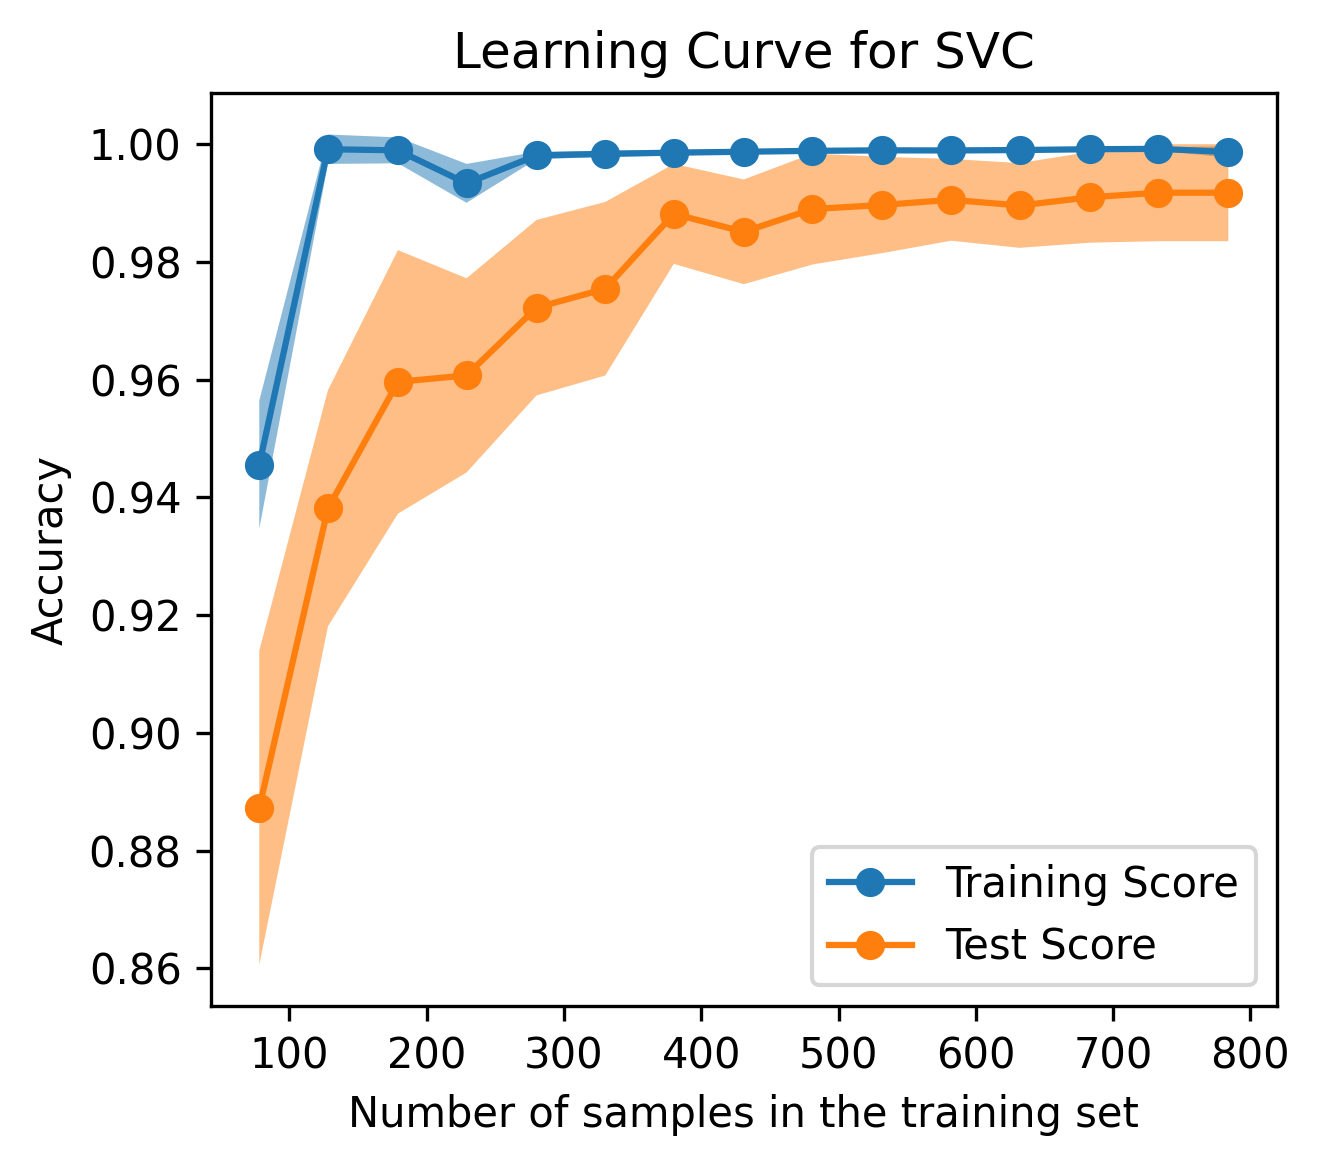 Learning Curve for SVC
1.00
0.98
0.96
0.94
0.92
0.90
0.88
0.86
Accuracy
Training Score
Test Score
100 200 300 400 500 600 700 800
Number of samples in the training set